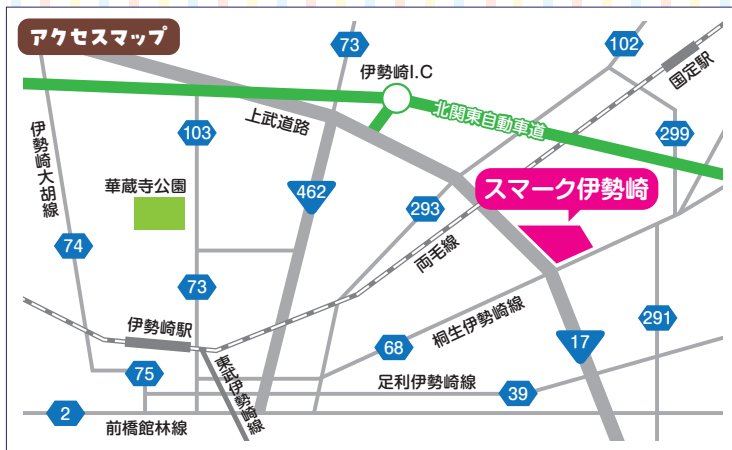 アクセスマップ
73
102
伊勢崎I.C
国定駅
北関東自動車道
上武道路
103
299
伊勢崎大胡線
華蔵寺公園
462
スマーク伊勢崎
293
両毛線
74
73
伊勢崎駅
桐生伊勢崎線
291
68
17
東武伊勢崎線
75
足利伊勢崎線
39
2
前橋館林線